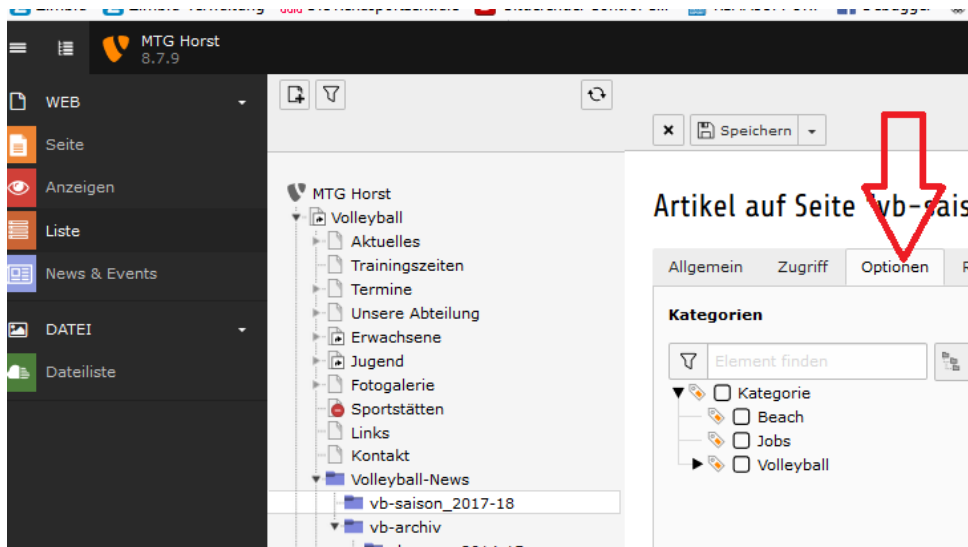 MTG Horst
8.7.9
WEB
Seite
Anzeigen
Liste
News & Events
DATEI
Dateiliste
MTG Horst
Volleyball
Aktuelles
Trainingszeiten
Termine
Unsere Abteilung
Erwachsene
Jugend
Fotogalerie
Sportstätten
Links
Kontakt
Volleyball-News
vb-saison_2017-18
vb-archiv
Speichern
Artikel auf Seite
Allgemein Zugriff Optionen
Kategorien
Element finden
Kategorie
Beach
Jobs
Volleyball